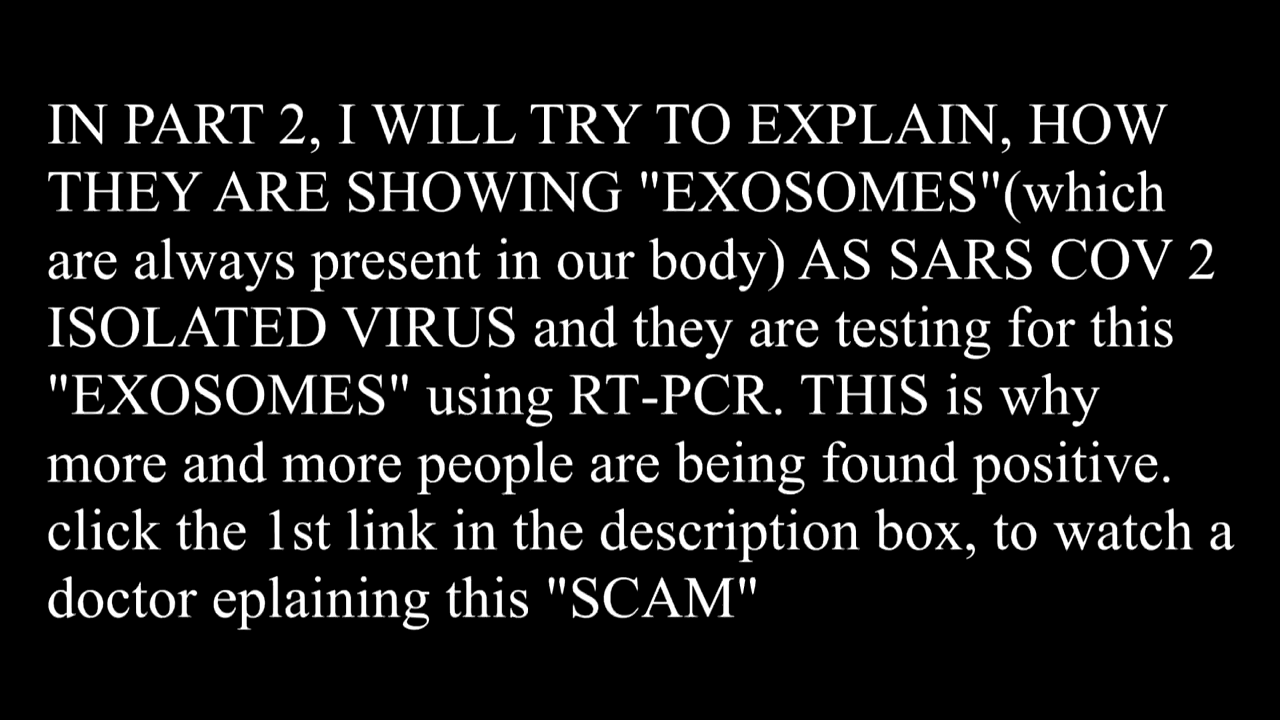 IN PART 2, I WILL TRY TO EXPLAIN, HOW
THEY ARE SHOWING "EXOSOMES"(which
are always present in our body) AS SARS COV 2
ISOLATED VIRUS and they are testing for this
"EXOSOMES" using RT-PCR. THIS is why
more and more people are being found positive.
click the 1st link in the description box, to watch a
doctor eplaining this "SCAM"